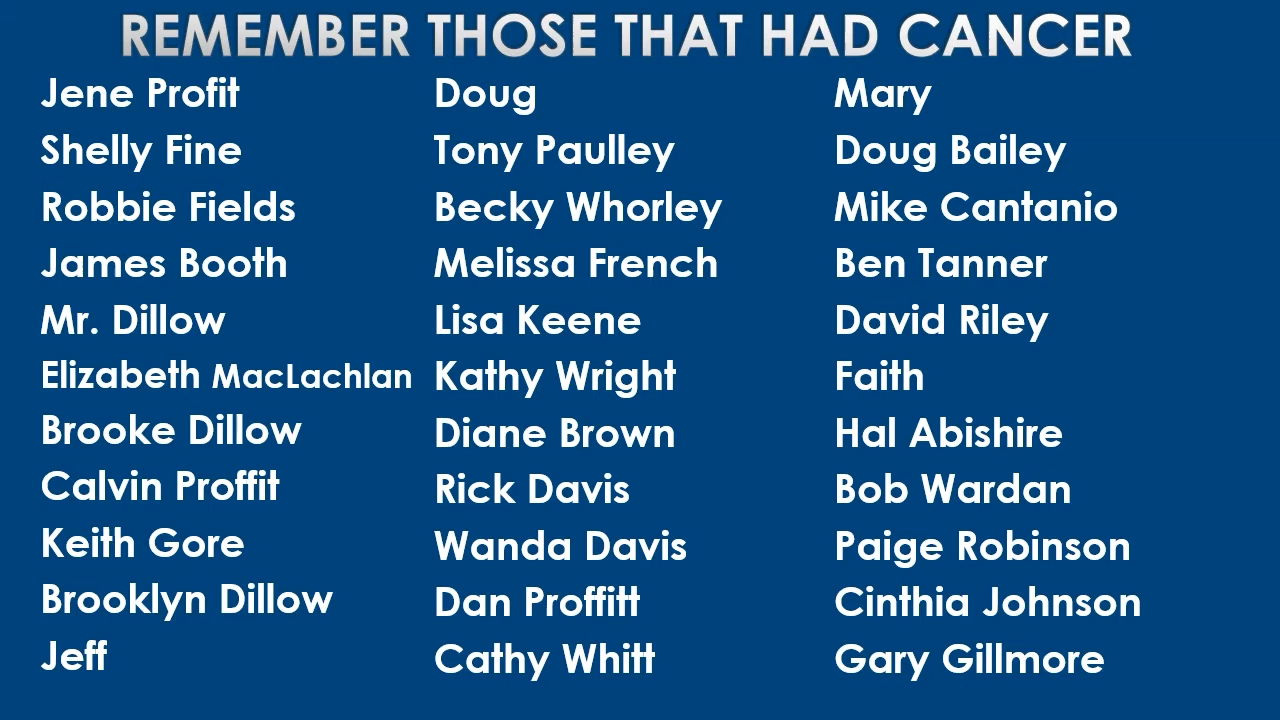 REMEMBER THOSE THAT HAD CANCER
Jene Profit
Shelly Fine
Robbie Fields
James Booth
Mr. Dillow
Elizabeth MacLachlan
Brooke Dillow
Calvin Proffit
Keith Gore
Brooklyn Dillow
Jeff
Doug
Tony Paulley
Becky Whorley
Melissa French
Lisa Keene
Kathy Wright
Diane Brown
Rick Davis
Wanda Davis
Dan Proffitt
Cathy Whitt
Mary
Doug Bailey
Mike Cantanio
Ben Tanner
David Riley
Faith
Hal Abishire
Bob Wardan
Paige Robinson
Cinthia Johnson
Gary Gillmore